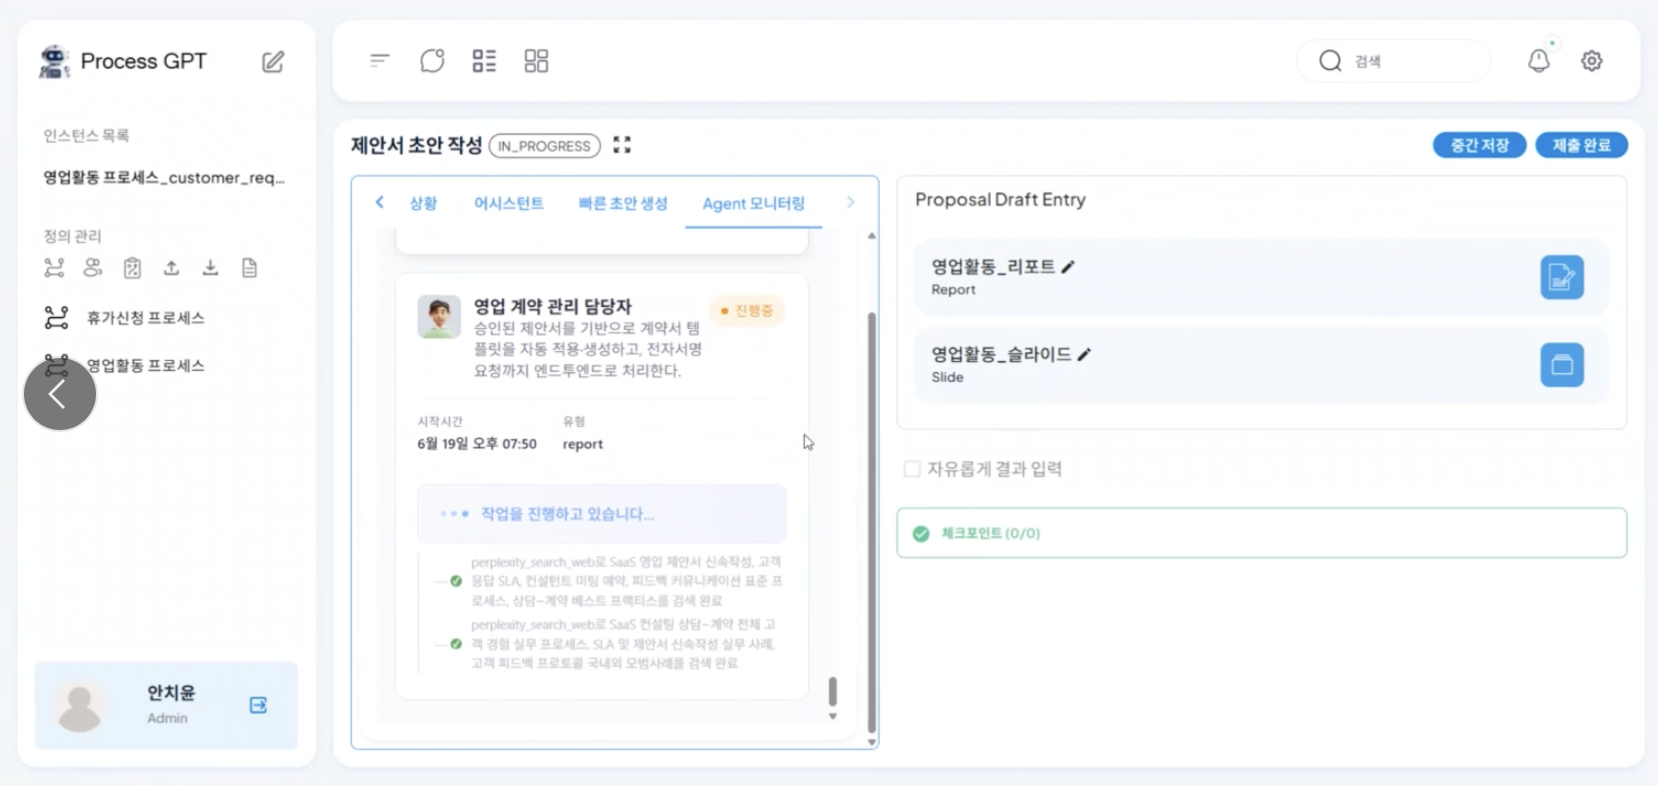 Process GPT
인스턴스 목록
영업활동 프로세스_customer_req...
정의 관리
휴가신청 프로세스
영업활동 프로세스
안치윤
Admin
검색
제안서 초안 작성
IN_PROGRESS
중간 저장
제출 완료
상황
어시스턴트
빠른 초안 생성
Agent 모니터링
영업 계약 관리 담당자
진행중
승인된 제안서를 기반으로 계약서 템
플릿을 자동 적용·생성하고, 전자서명
요청까지 엔드투엔드로 처리한다.
시작시간
유형
6월 19일 오후 07:50
report
작업을 진행하고 있습니다...
perplexity_search_web로 SaaS 영업 제안서 신속작성, 고객
응답 SLA, 컨설턴트 미팅 예약, 피드백 커뮤니케이션 표준 프
로세스, 상담~계약 베스트 프랙티스를 검색 완료
perplexity_search_web로 SaaS 컨설팅 상담~계약 전체 고
객 경험 실무 프로세스, SLA 및 제안서 신속작성 실무 사례,
고객 피드백 프로토콜 국내외 모범사례를 검색 완료
Proposal Draft Entry
영업활동_리포트
Report
영업활동_슬라이드
Slide
자유롭게 결과 입력
체크포인트 (0/0)